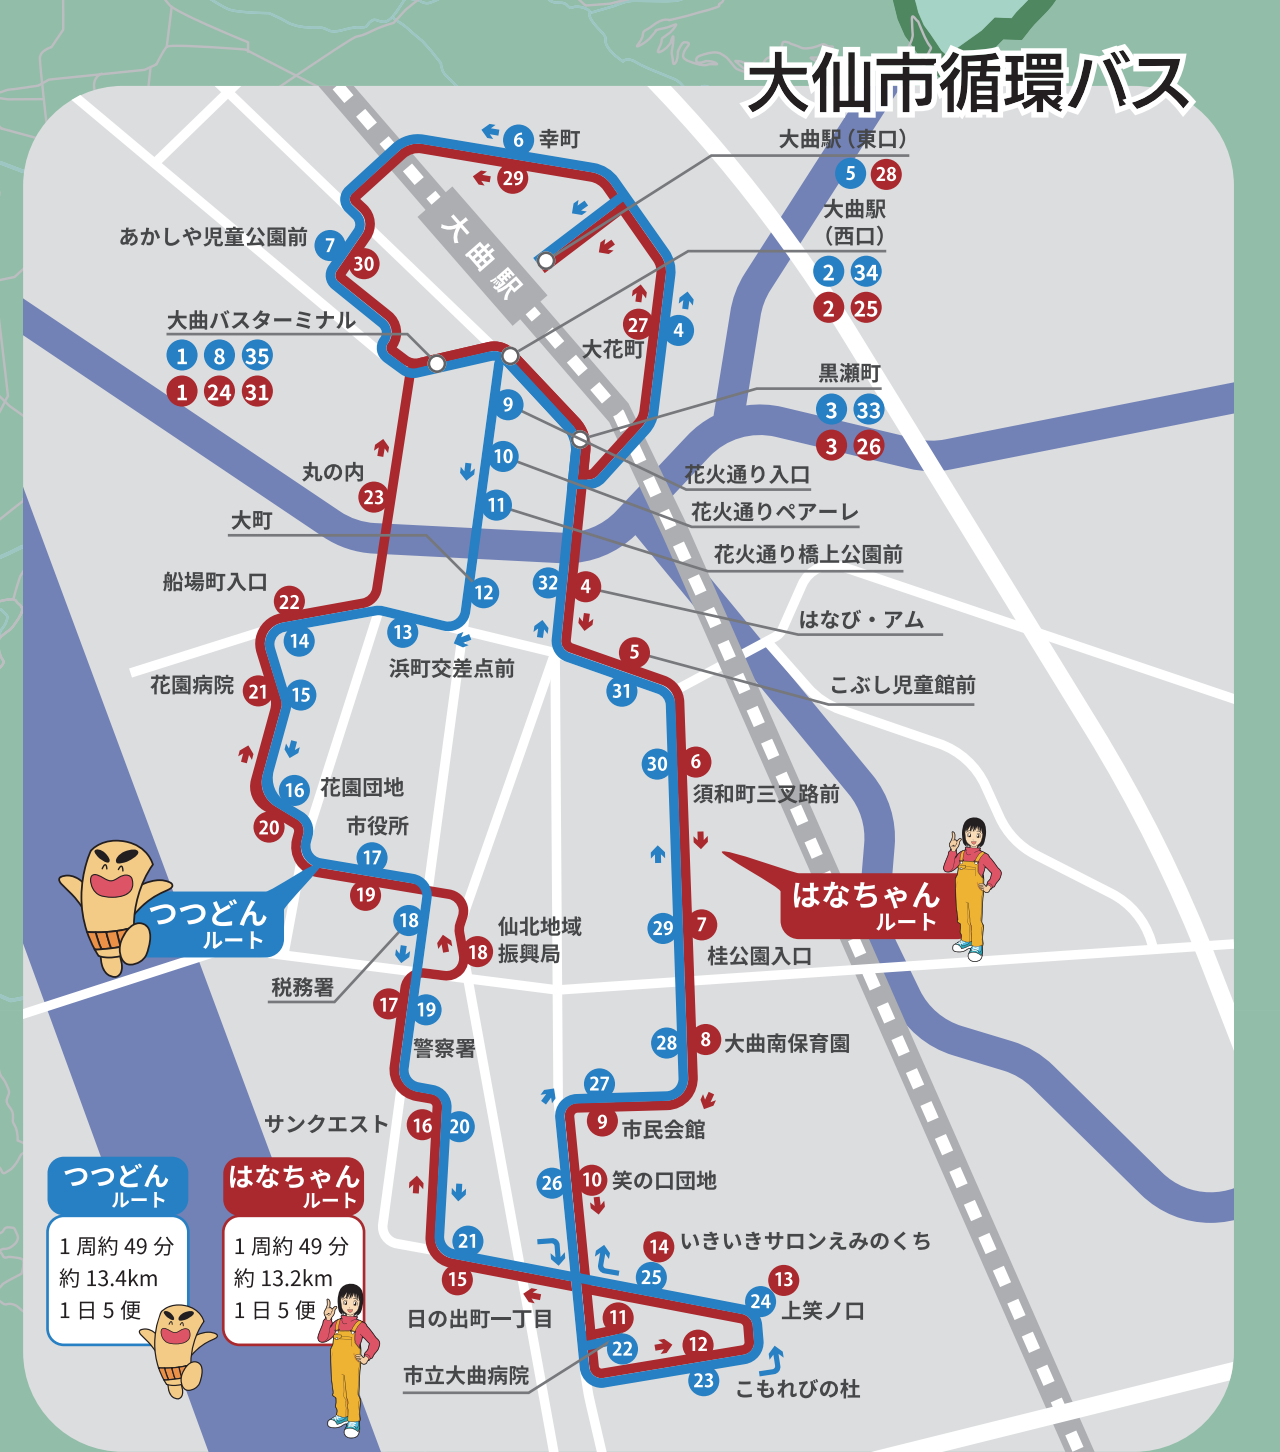 大仙市循環バス
6 幸町
29
大曲駅（東口）
5 28
大曲駅
（西口）
2 34
2 25
あかしや児童公園前 7
30
大曲駅
大曲バスターミナル
1 8 35
1 24 31
27 4
大花町
黒瀬町
3 33
3 26
9
10
11
花火通り入口
花火通りペアーレ
花火通り橋上公園前
丸の内
23
大町
12
32 4
はなび・アム
船場町入口
22
14
13
浜町交差点前
5
31
こぶし児童館前
花園病院 21 15
30 6
須和町三叉路前
16 花園団地
20
市役所
17
19
つつどん
ルート
はなちゃん
ルート
18
税務署
18
仙北地域
振興局
29 7
桂公園入口
17 19
警察署
28 8 大曲南保育園
27
9 市民会館
サンクエスト 16 20
26 10 笑の口団地
21
15
日の出町一丁目
14 いきいきサロンえみのくち
25
13
24 上笑ノ口
11
22
市立大曲病院
12
23 こもれびの杜
つつどん
ルート
1周約49分
約13.4km
1日5便
はなちゃん
ルート
1周約49分
約13.2km
1日5便